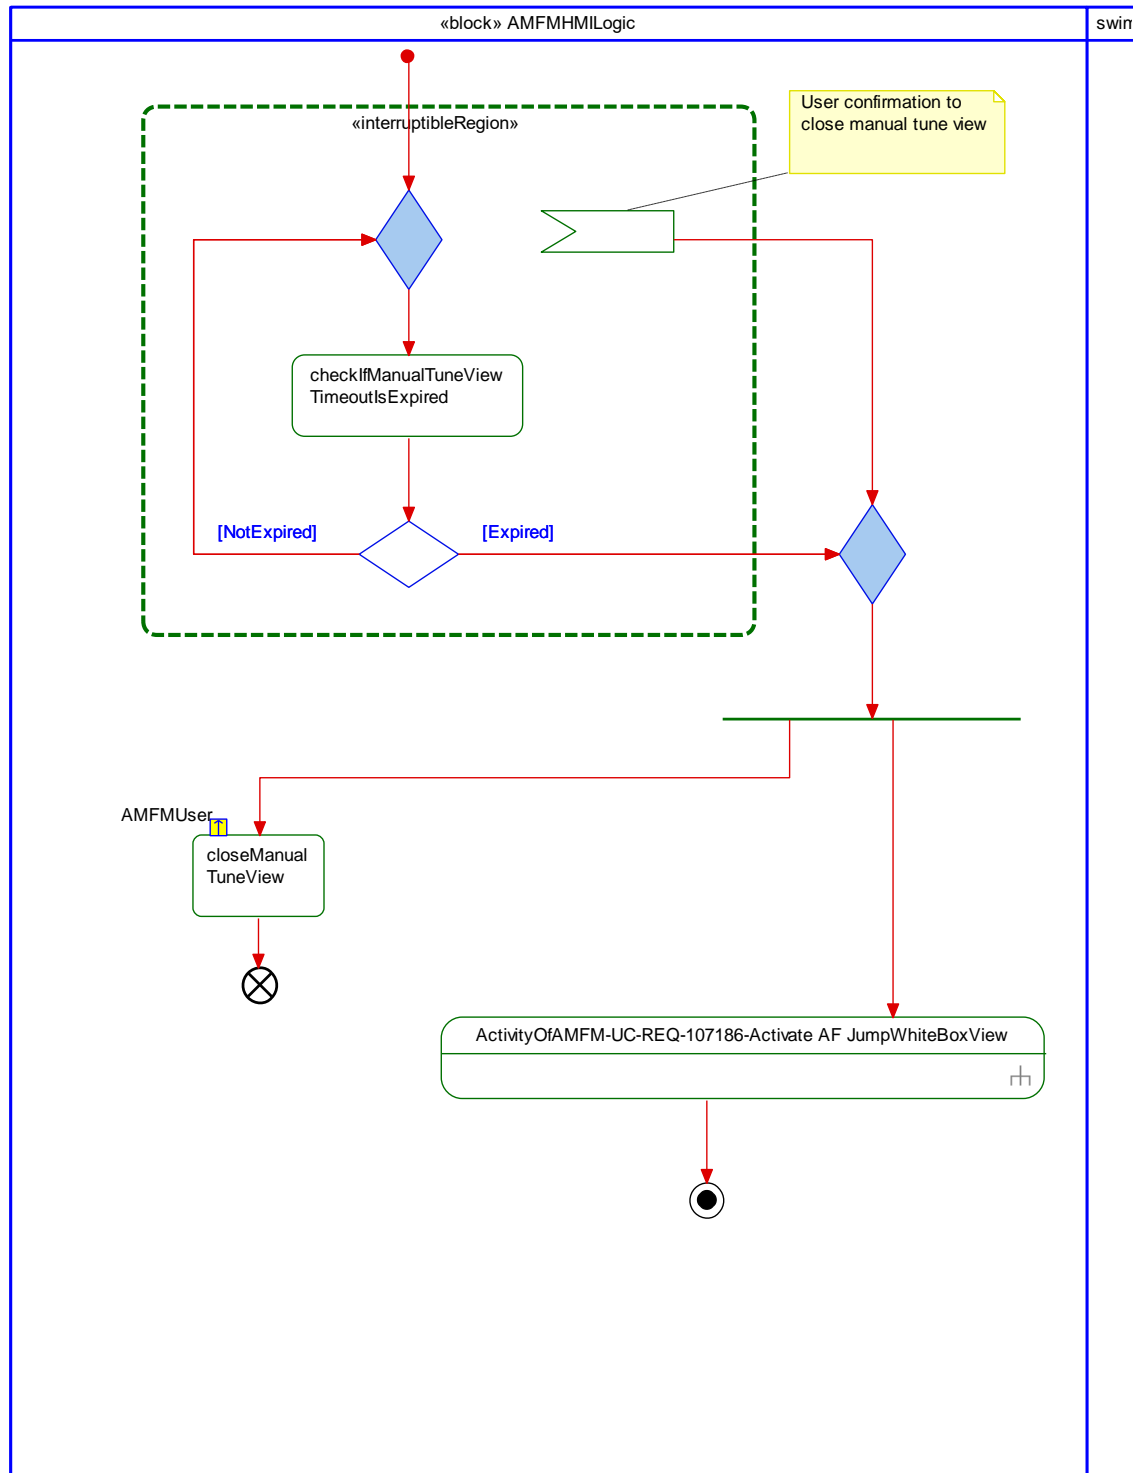 «block» AMFMHMILogic
swim
«interruptibleRegion»
User confirmation to
close manual tune view
checkIfManualTuneView
TimeoutIsExpired
[NotExpired]
[Expired]
AMFMUser
closeManual
TuneView
ActivityOfAMFM-UC-REQ-107186-Activate AF JumpWhiteBoxView